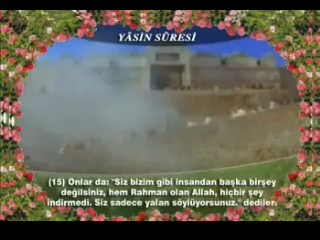 YÂSİN SÛRESİ
(15) Onlar da: "Siz bizim gibi insandan başka birşey
değilsiniz, hem Rahman olan Allah, hiçbir şey
indirmedi. Siz sadece yalan söylüyorsunuz." dediler.